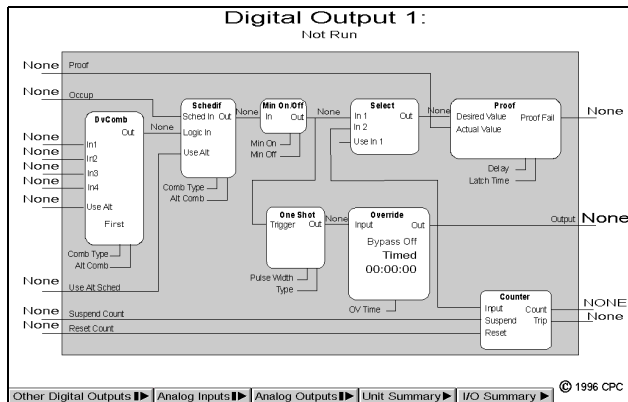 Digital Output 1:
Not Run
None Proof
None Occup
DvComb
Out
None
None In1
None In2
None In3
None In4
None Use Alt
First
Comb Type
Alt Comb
Schedif
Sched In Out
Logic In
Use Alt
Comb Type
Alt Comb
None
Min On/Off
In Out
Min On
Min Off
None
Select
In 1 Out
In 2
Use In 1
None
Proof
Desired Value Proof Fail
Actual Value
Delay
Latch Time
None
One Shot
Trigger Out
Pulse Width
Type
None
Override
Input Out
Bypass Off
Timed
00:00:00
OV Time
Output None
None Use Alt Sched
None Suspend Count
None Reset Count
Counter
Input Count
Suspend Trip
Reset
NONE
None
© 1996 CPC
Other Digital Outputs Analog Inputs Analog Outputs Unit Summary I/O Summary